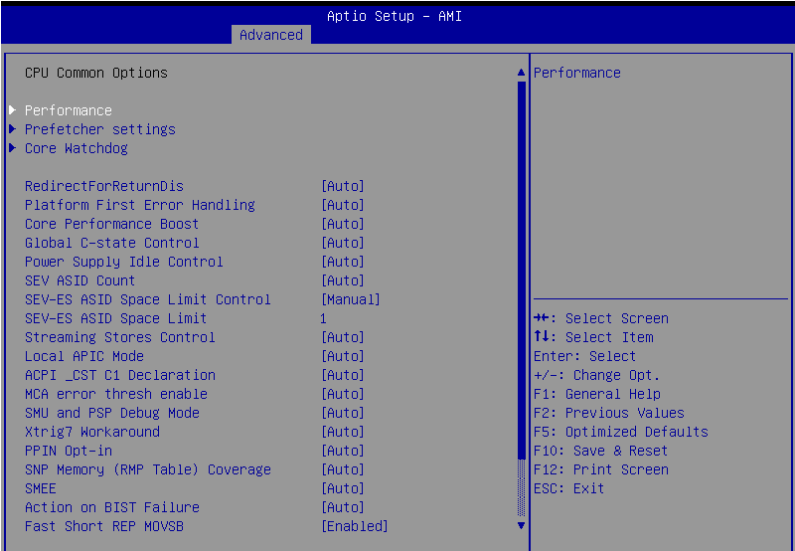 Aptio Setup – AMI
Advanced
CPU Common Options
Performance
Prefetcher settings
Core Watchdog
RedirectForReturnDis [Auto]
Platform First Error Handling [Auto]
Core Performance Boost [Auto]
Global C-state Control [Auto]
Power Supply Idle Control [Auto]
SEV ASID Count [Auto]
SEV-ES ASID Space Limit Control [Manual]
SEV-ES ASID Space Limit 1
Streaming Stores Control [Auto]
Local APIC Mode [Auto]
ACPI _CST C1 Declaration [Auto]
MCA error thresh enable [Auto]
SMU and PSP Debug Mode [Auto]
Xtrig7 Workaround [Auto]
PPIN Opt-in [Auto]
SNP Memory (RMP Table) Coverage [Auto]
SMEE [Auto]
Action on BIST Failure [Auto]
Fast Short REP MOVSB [Enabled]
Performance
→←: Select Screen
↑↓: Select Item
Enter: Select
+/-: Change Opt.
F1: General Help
F2: Previous Values
F5: Optimized Defaults
F10: Save & Reset
F12: Print Screen
ESC: Exit